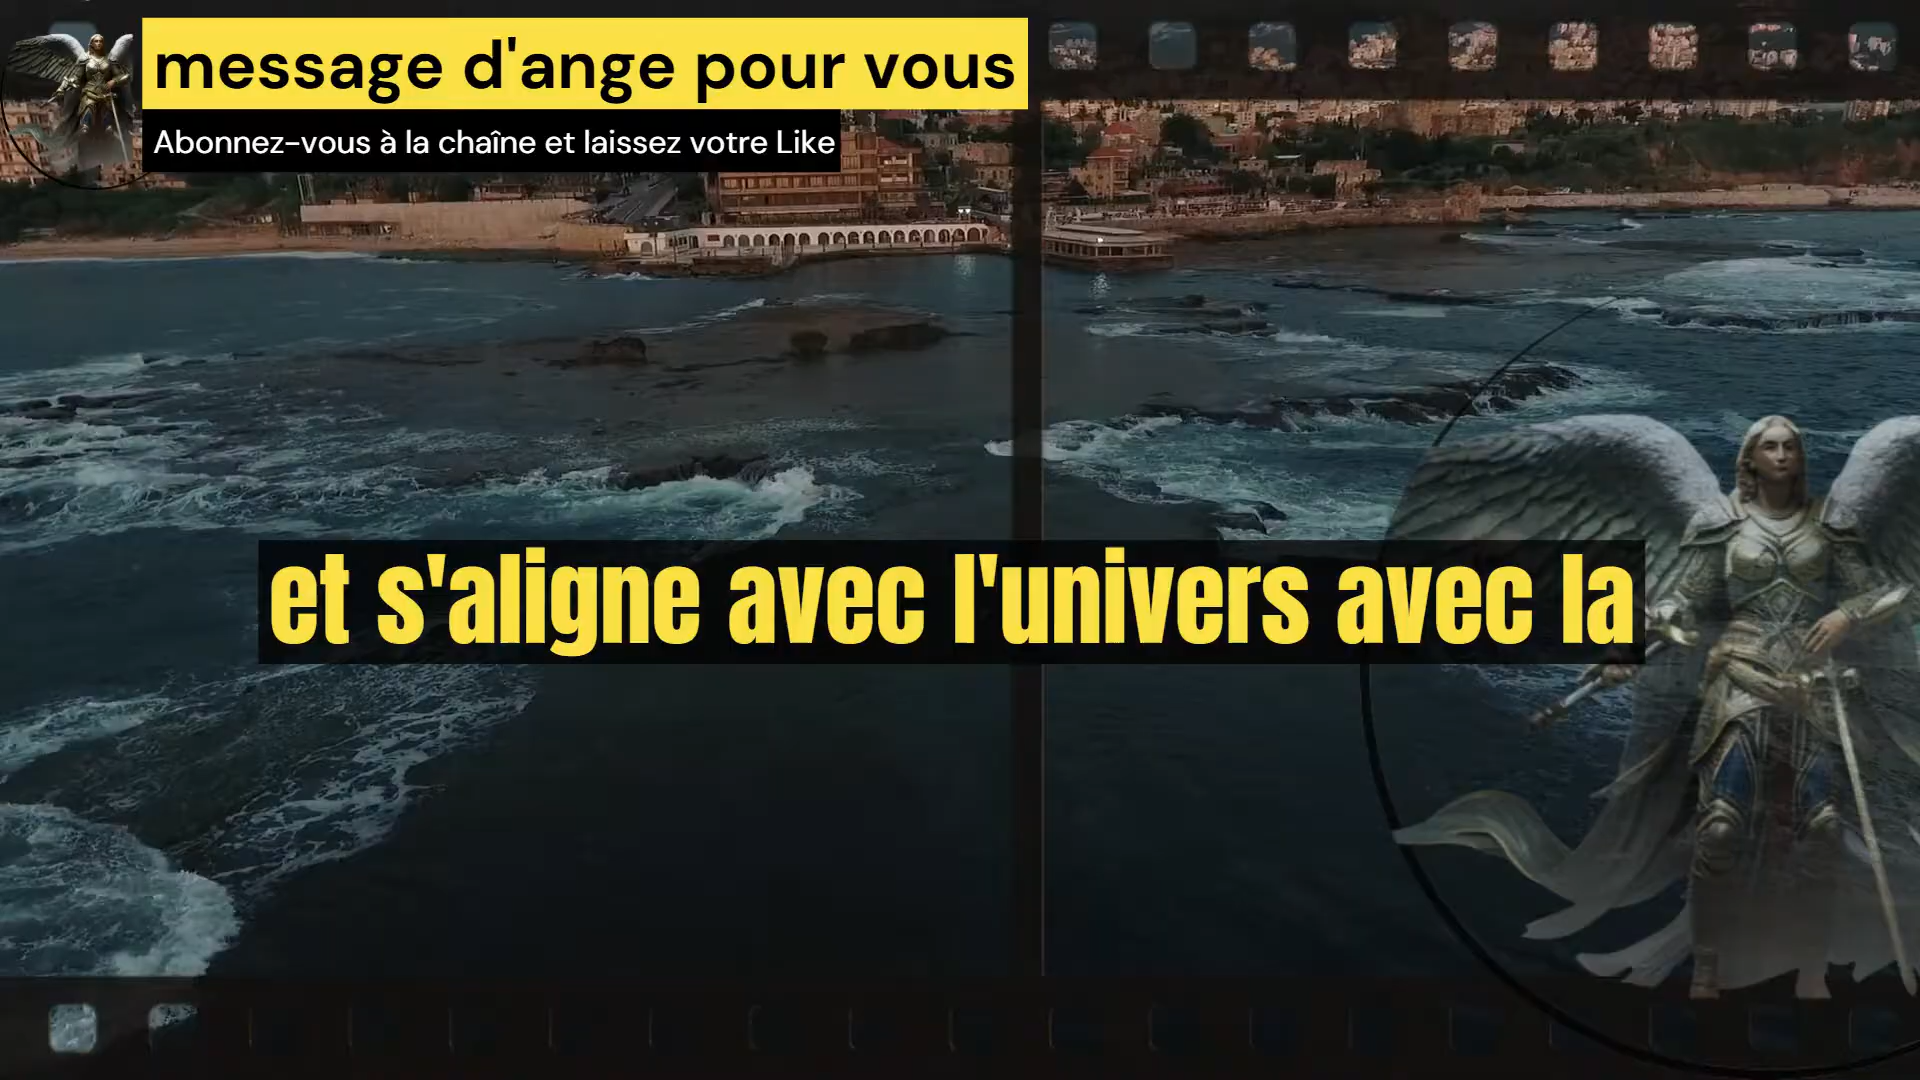 message d'ange pour vous
Abonnez-vous à la chaîne et laissez votre Like
et s'aligne avec l'univers avec la